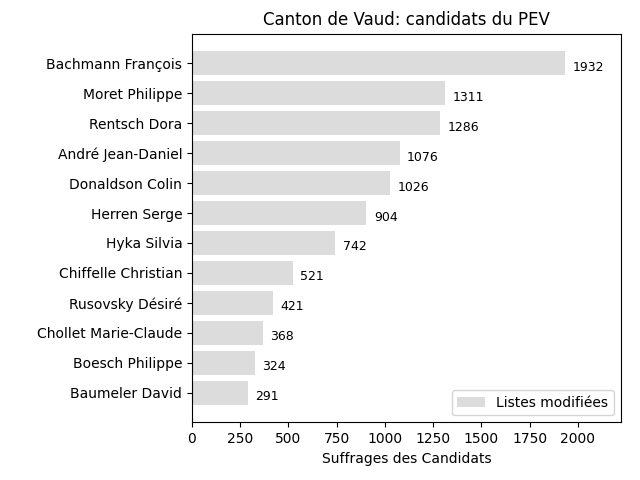 Canton de Vaud: candidats du PEV
Bachmann François 1932
Moret Philippe 1311
Rentsch Dora 1286
André Jean-Daniel 1076
Donaldson Colin 1026
Herren Serge 904
Hyka Silvia 742
Chiffelle Christian 521
Rusovsky Désiré 421
Chollet Marie-Claude 368
Boesch Philippe 324
Baumeler David 291
Listes modifiées
0 250 500 750 1000 1250 1500 1750 2000
Suffrages des Candidats